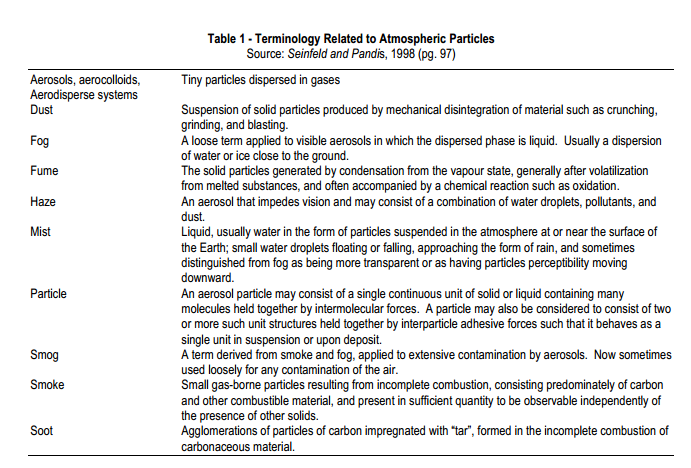 Table 1 - Terminology Related to Atmospheric Particles
Source: Seinfeld and Pandis, 1998 (pg. 97)
Aerosols, aerocolloids, Tiny particles dispersed in gases
Aerodisperse systems
Dust Suspension of solid particles produced by mechanical disintegration of material such as crunching,
grinding, and blasting.
Fog A loose term applied to visible aerosols in which the dispersed phase is liquid. Usually a dispersion
of water or ice close to the ground.
Fume The solid particles generated by condensation from the vapour state, generally after volatilization
from melted substances, and often accompanied by a chemical reaction such as oxidation.
Haze An aerosol that impedes vision and may consist of a combination of water droplets, pollutants, and
dust.
Mist Liquid, usually water in the form of particles suspended in the atmosphere at or near the surface of
the Earth; small water droplets floating or falling, approaching the form of rain, and sometimes
distinguished from fog as being more transparent or as having particles perceptibility moving
downward.
Particle An aerosol particle may consist of a single continuous unit of solid or liquid containing many
molecules held together by intermolecular forces. A particle may also be considered to consist of two
or more such unit structures held together by interparticle adhesive forces such that it behaves as a
single unit in suspension or upon deposit.
Smog A term derived from smoke and fog, applied to extensive contamination by aerosols. Now sometimes
used loosely for any contamination of the air.
Smoke Small gas-borne particles resulting from incomplete combustion, consisting predominately of carbon
and other combustible material, and present in sufficient quantity to be observable independently of
the presence of other solids.
Soot Agglomerations of particles of carbon impregnated with “tar”, formed in the incomplete combustion of
carbonaceous material.